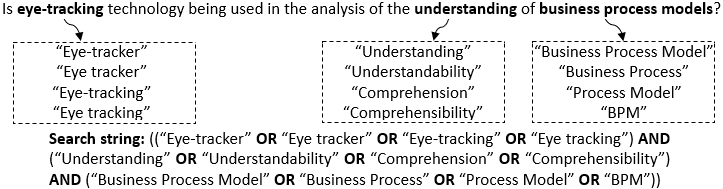 Is eye-tracking technology being used in the analysis of the understanding of business process models?
“Eye-tracker”
“Eye tracker”
“Eye-tracking”
“Eye tracking”
“Understanding”
“Understandability”
“Comprehension”
“Comprehensibility”
“Business Process Model”
“Business Process”
“Process Model”
“BPM”
Search string: ((“Eye-tracker” OR “Eye tracker” OR “Eye-tracking” OR “Eye tracking”) AND
(“Understanding” OR “Understandability” OR “Comprehension” OR “Comprehensibility”)
AND (“Business Process Model” OR “Business Process” OR “Process Model” OR “BPM”))